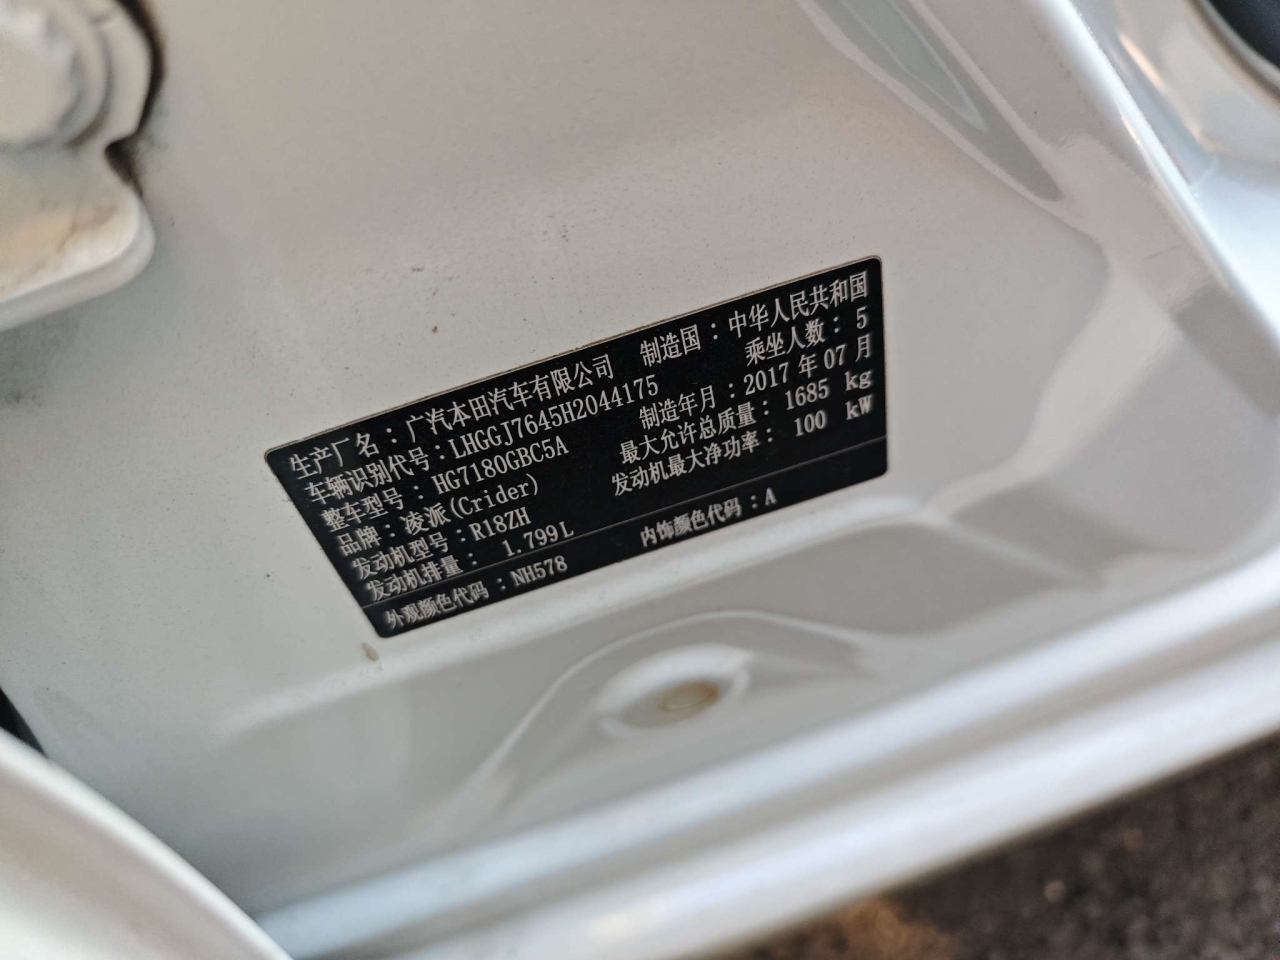 生产厂名：广汽本田汽车有限公司 制造国：中华人民共和国
车辆识别代号：LHGGJ7645H2044175 乘坐人数：5
整车型号：HG7180GBC5A 制造年月：2017年07月
品牌：凌派(Crider) 最大允许总质量：1685 kg
发动机型号：R18ZH 发动机最大净功率：100 kW
发动机排量：1.799L
外观颜色代码：NH578 内饰颜色代码：A